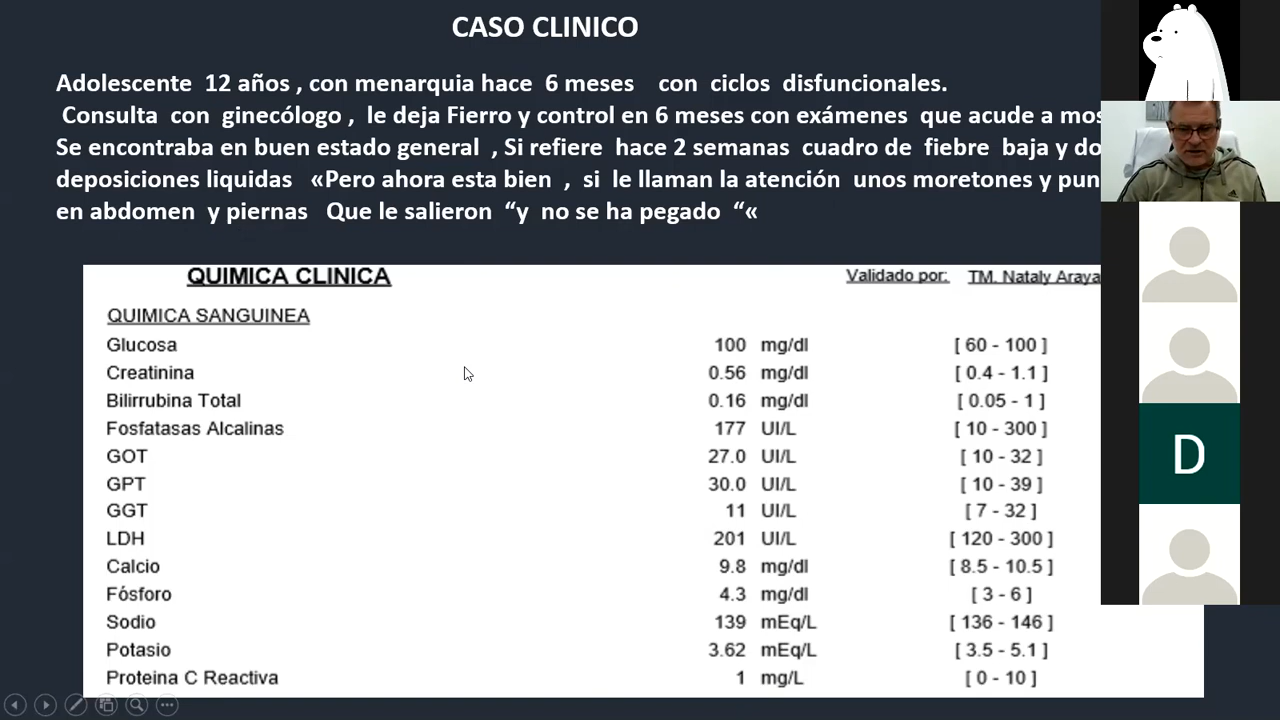 CASO CLINICO
Adolescente 12 años , con menarquia hace 6 meses con ciclos disfuncionales.
Consulta con ginecólogo , le deja Fierro y control en 6 meses con exámenes que acude a
Se encontraba en buen estado general , Si refiere hace 2 semanas cuadro de fiebre baja y
deposiciones liquidas «Pero ahora esta bien , si le llaman la atención unos moretones y
en abdomen y piernas Que le salieron “y no se ha pegado “«
QUIMICA CLINICA Validado por: TM. Nataly Araya
QUIMICA SANGUINEA
Glucosa 100 mg/dl [ 60 - 100 ]
Creatinina 0.56 mg/dl [ 0.4 - 1.1 ]
Bilirrubina Total 0.16 mg/dl [ 0.05 - 1 ]
Fosfatasas Alcalinas 177 UI/L [ 10 - 300 ]
GOT 27.0 UI/L [ 10 - 32 ]
GPT 30.0 UI/L [ 10 - 39 ]
GGT 11 UI/L [ 7 - 32 ]
LDH 201 UI/L [ 120 - 300 ]
Calcio 9.8 mg/dl [ 8.5 - 10.5 ]
Fósforo 4.3 mg/dl [ 3 - 6 ]
Sodio 139 mEq/L [ 136 - 146 ]
Potasio 3.62 mEq/L [ 3.5 - 5.1 ]
Proteina C Reactiva 1 mg/L [ 0 - 10 ]
D